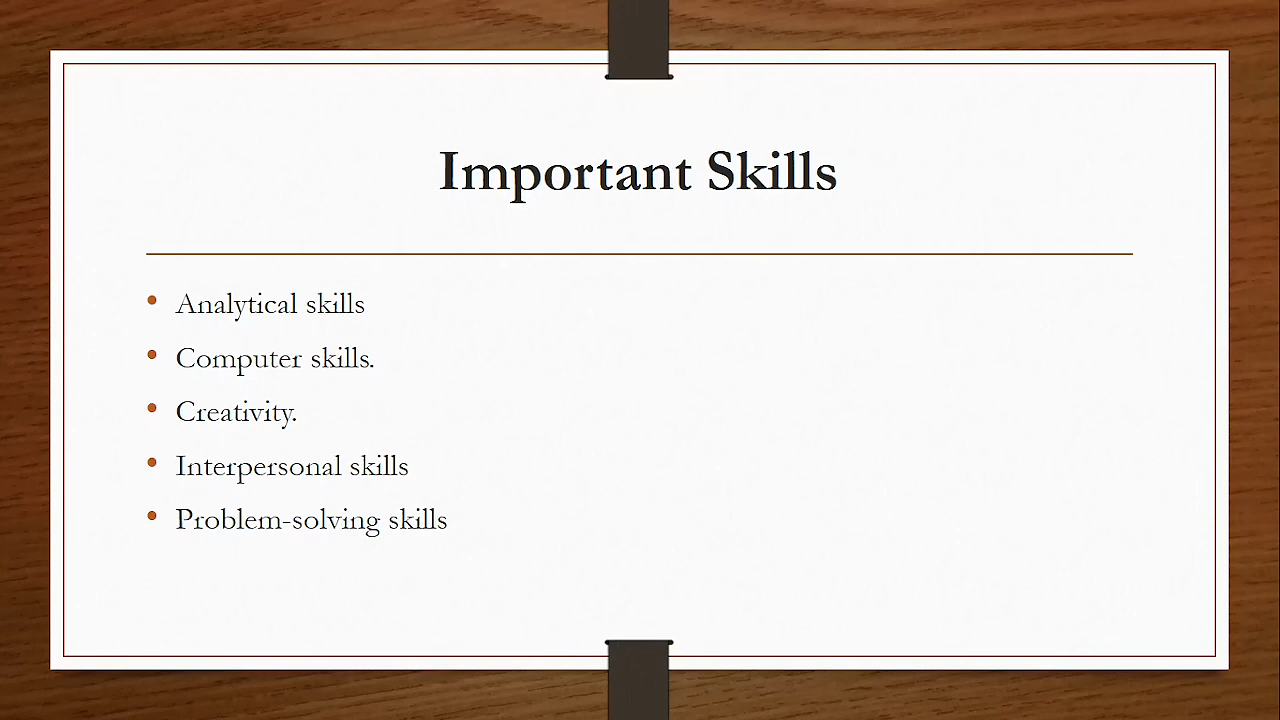 Important Skills
• Analytical skills
• Computer skills.
• Creativity.
• Interpersonal skills
• Problem-solving skills